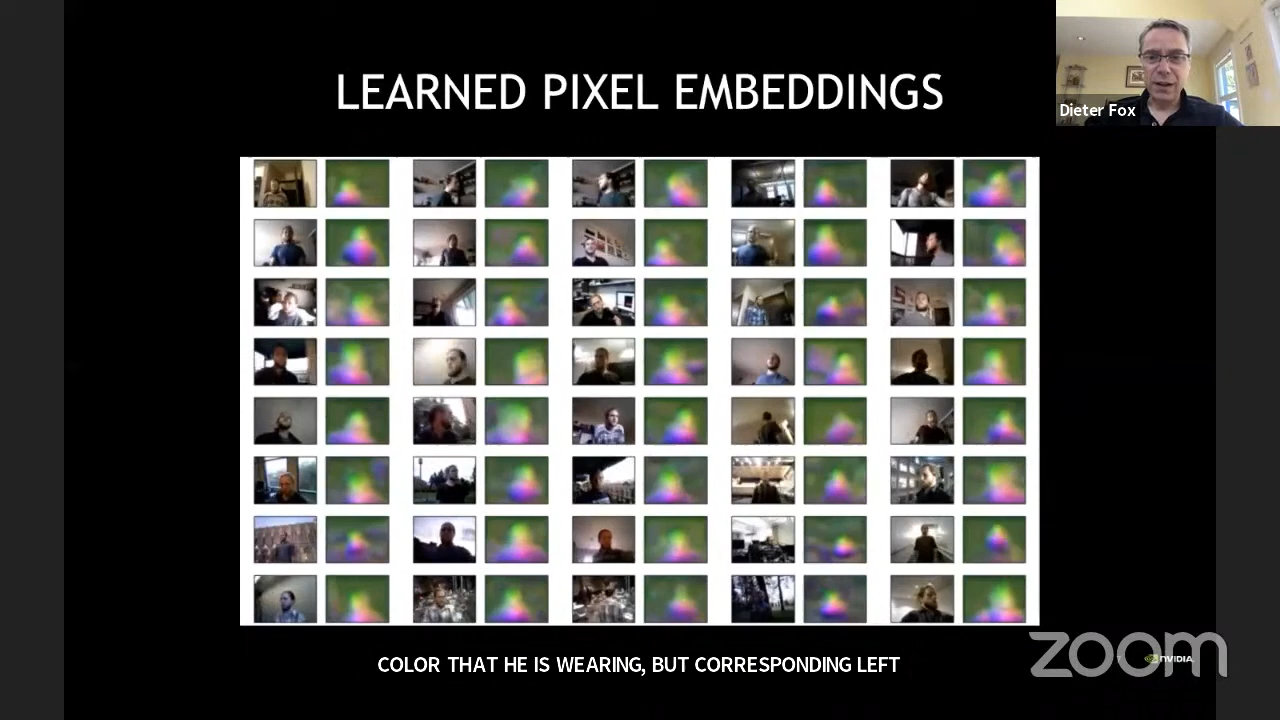 LEARNED PIXEL EMBEDDINGS
Dieter Fox
COLOR THAT HE IS WEARING, BUT CORRESPONDING LEFT
zoom
NVIDIA